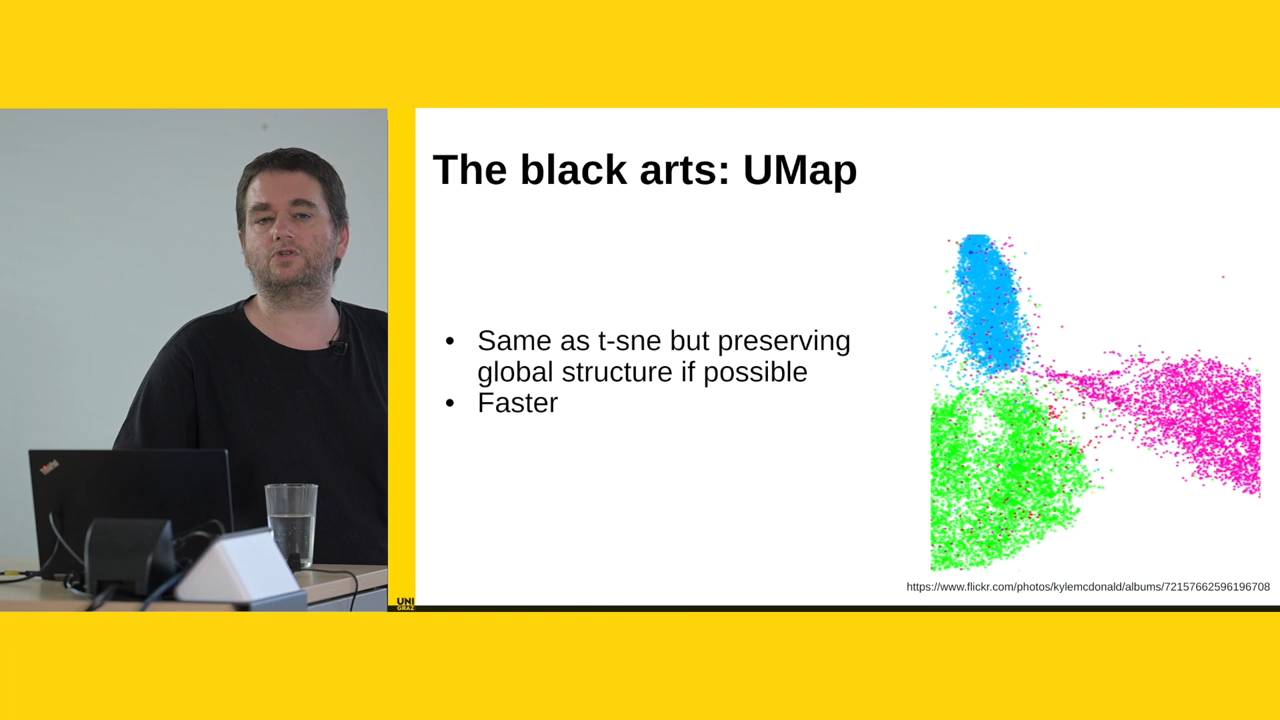 The black arts: UMap
• Same as t-sne but preserving
global structure if possible
• Faster
https://www.flickr.com/photos/kylemcdonald/albums/72157662596196708
UNI
GRAZ
ThinkPad